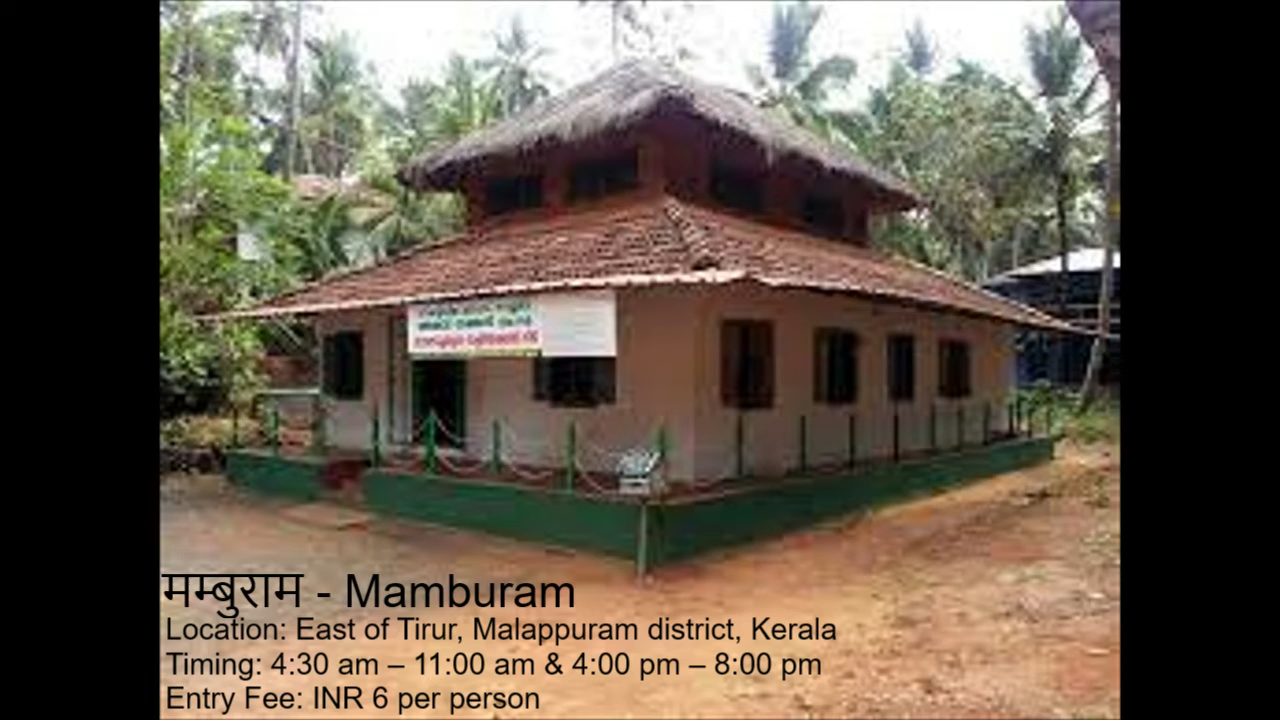 मम्बुराम - Mamburam
Location: East of Tirur, Malappuram district, Kerala
Timing: 4:30 am – 11:00 am & 4:00 pm – 8:00 pm
Entry Fee: INR 6 per person